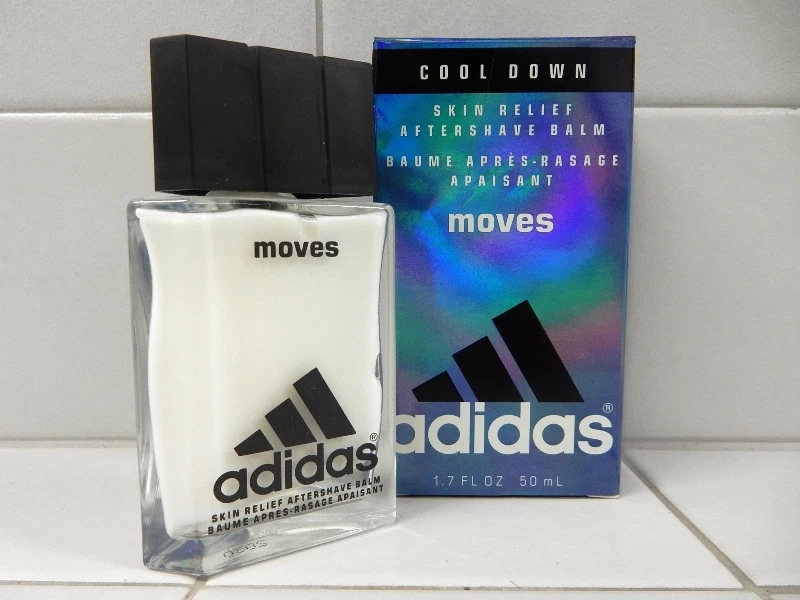 moves
adidas®
SKIN RELIEF AFTERSHAVE BALM
BAUME APRÈS-RASAGE APAISANT
COOL DOWN
SKIN RELIEF
AFTERSHAVE BALM
BAUME APRÈS-RASAGE
APAISANT
moves
adidas®
1.7 FL OZ 50 mL